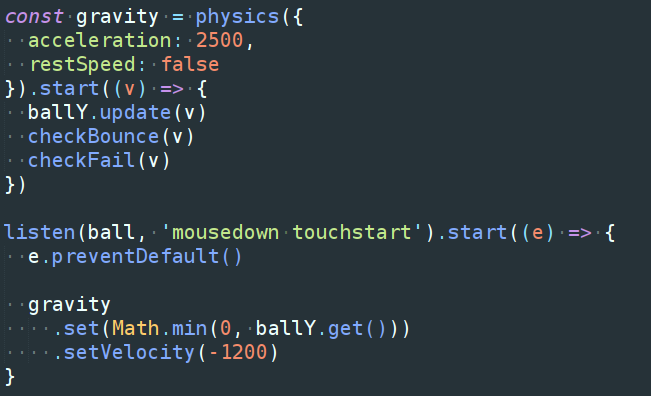 const gravity = physics({
  acceleration: 2500,
  restSpeed: false
}).start((v) => {
  ballY.update(v)
  checkBounce(v)
  checkFail(v)
})

listen(ball, 'mousedown touchstart').start((e) => {
  e.preventDefault()

  gravity
    .set(Math.min(0, ballY.get()))
    .setVelocity(-1200)
}